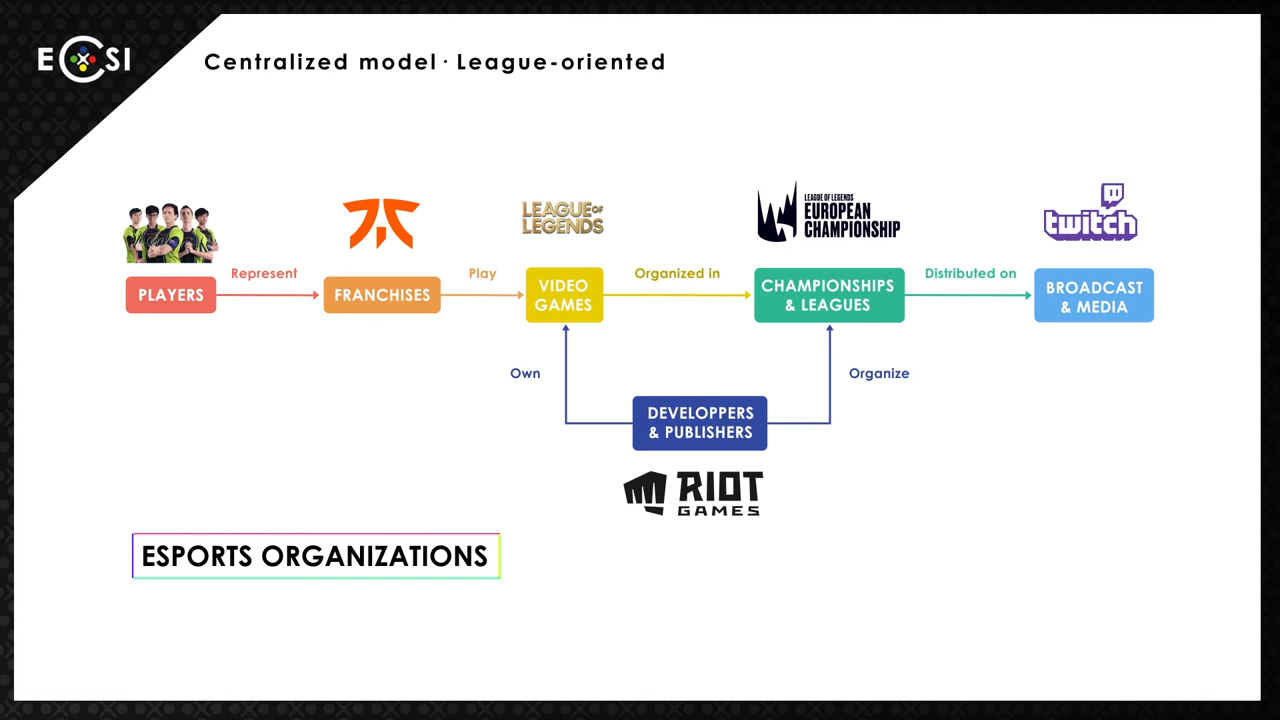 ECSI
Centralized model · League-oriented
LEAGUE OF
LEGENDS
LEAGUE OF LEGENDS
EUROPEAN
CHAMPIONSHIP
twitch
Represent
Play
Organized in
Distributed on
PLAYERS
FRANCHISES
VIDEO
GAMES
CHAMPIONSHIPS
& LEAGUES
BROADCAST
& MEDIA
Own
Organize
DEVELOPPERS
& PUBLISHERS
RIOT
GAMES
ESPORTS ORGANIZATIONS